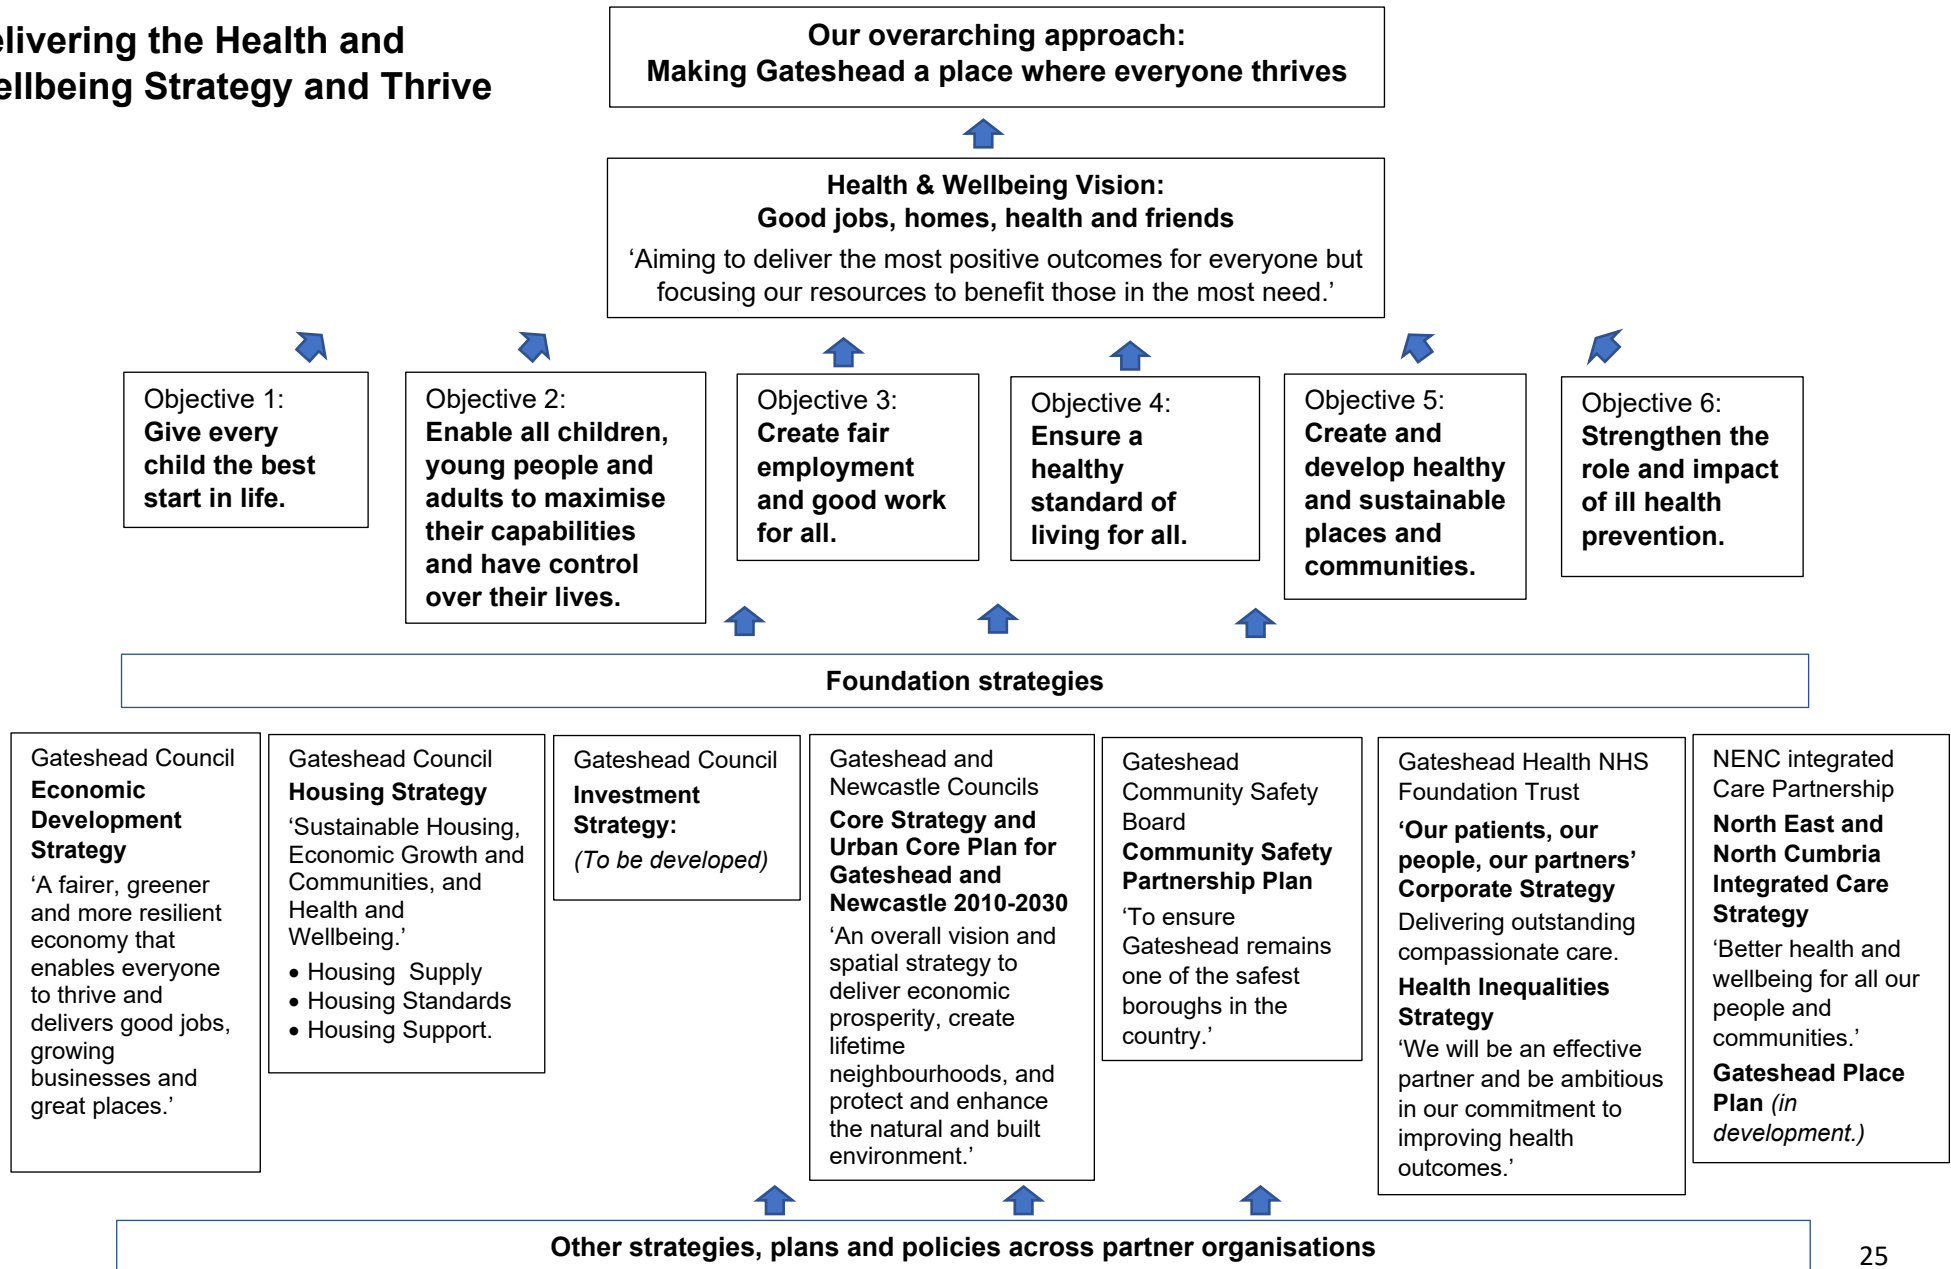 elivering the Health and
ellbeing Strategy and Thrive
Our overarching approach:
Making Gateshead a place where everyone thrives
Health & Wellbeing Vision:
Good jobs, homes, health and friends
‘Aiming to deliver the most positive outcomes for everyone but
focusing our resources to benefit those in the most need.’
Objective 1:
Give every
child the best
start in life.
Objective 2:
Enable all children,
young people and
adults to maximise
their capabilities
and have control
over their lives.
Objective 3:
Create fair
employment
and good work
for all.
Objective 4:
Ensure a
healthy
standard of
living for all.
Objective 5:
Create and
develop healthy
and sustainable
places and
communities.
Objective 6:
Strengthen the
role and impact
of ill health
prevention.
Foundation strategies
Gateshead Council
Economic
Development
Strategy
‘A fairer, greener
and more resilient
economy that
enables everyone
to thrive and
delivers good jobs,
growing
businesses and
great places.’
Gateshead Council
Housing Strategy
‘Sustainable Housing,
Economic Growth and
Communities, and
Health and
Wellbeing.’
• Housing Supply
• Housing Standards
• Housing Support.
Gateshead Council
Investment
Strategy:
(To be developed)
Gateshead and
Newcastle Councils
Core Strategy and
Urban Core Plan for
Gateshead and
Newcastle 2010-2030
‘An overall vision and
spatial strategy to
deliver economic
prosperity, create
lifetime
neighbourhoods, and
protect and enhance
the natural and built
environment.’
Gateshead
Community Safety
Board
Community Safety
Partnership Plan
‘To ensure
Gateshead remains
one of the safest
boroughs in the
country.’
Gateshead Health NHS
Foundation Trust
‘Our patients, our
people, our partners’
Corporate Strategy
Delivering outstanding
compassionate care.
Health Inequalities
Strategy
‘We will be an effective
partner and be ambitious
in our commitment to
improving health
outcomes.’
NENC integrated
Care Partnership
North East and
North Cumbria
Integrated Care
Strategy
‘Better health and
wellbeing for all our
people and
communities.’
Gateshead Place
Plan (in
development.)
Other strategies, plans and policies across partner organisations
25